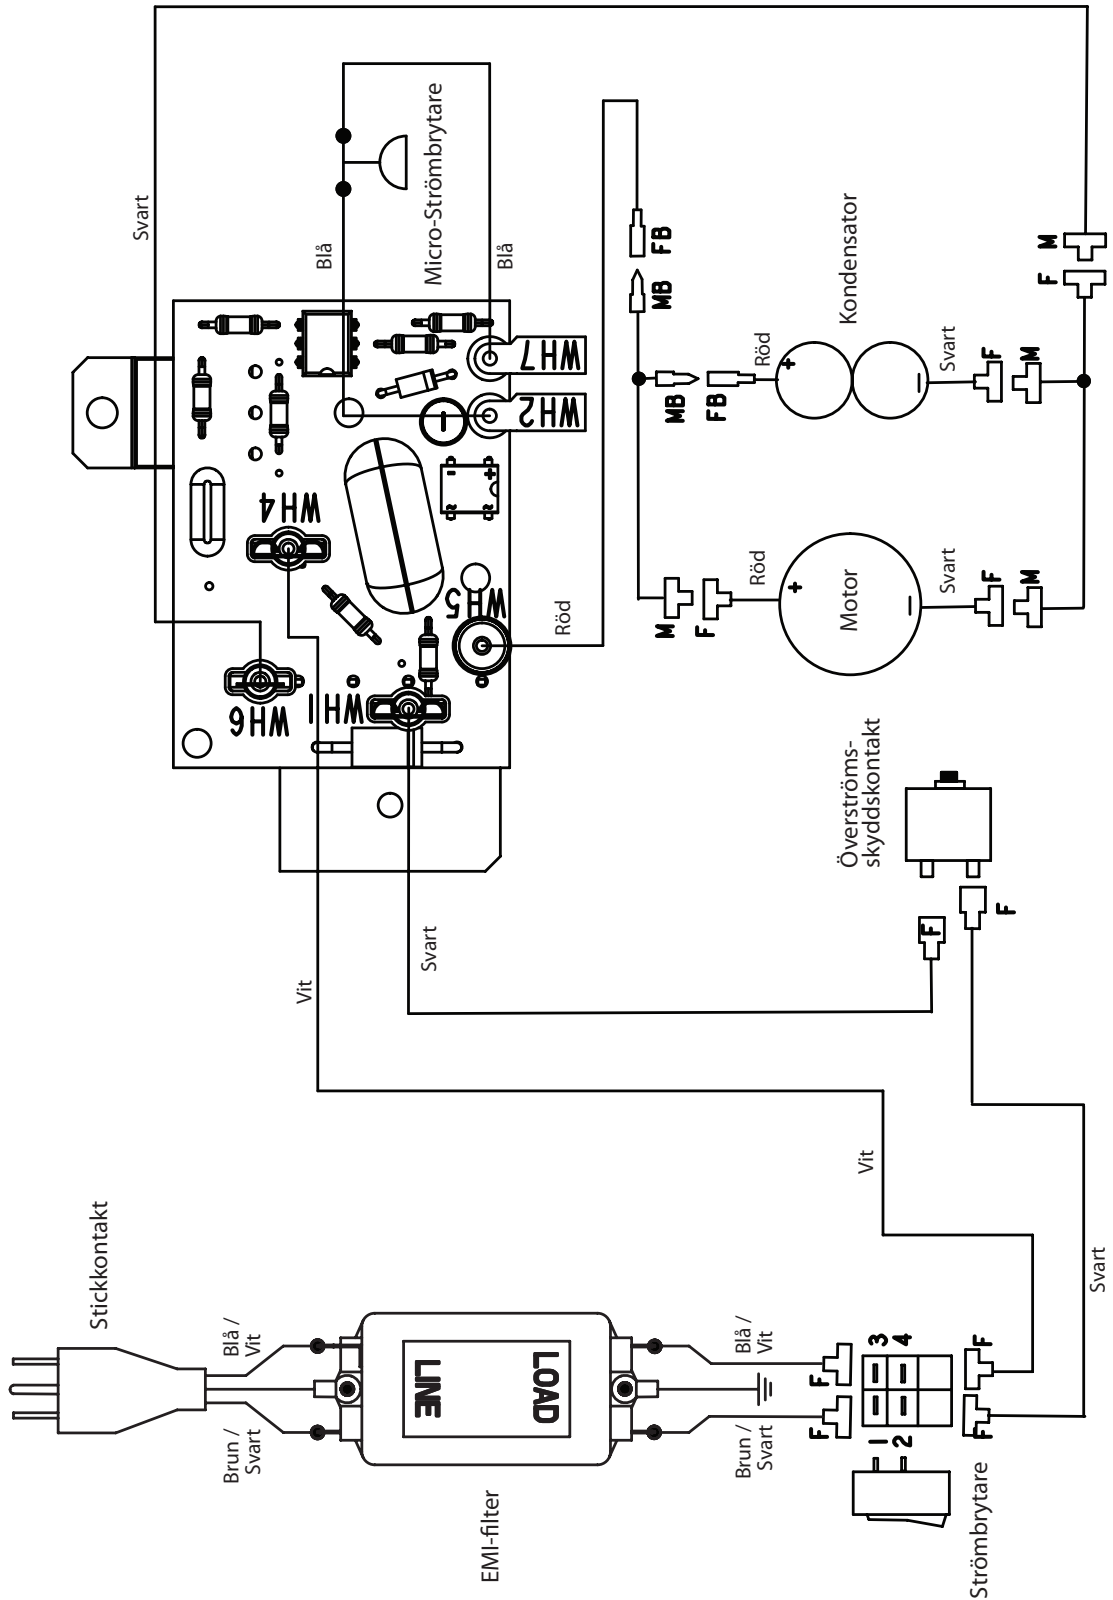 Stickkontakt
Blå /
Vit
Brun /
Svart
LINE
LOAD
EMI-filter
Blå /
Vit
Brun /
Svart
F
F
1
2
3
4
F
F
Strömbrytare
Svart
Vit
Vit
Svart
F
F
Överströms-
skyddskontakt
Svart
WH6
WH1
WH4
WH5
WH2
WH7
-
+
~
~
Blå
Blå
Micro-Strömbrytare
Röd
FB
MB
MB
FB
Röd
+
-
Kondensator
Svart
F
M
M
F
Röd
+
Motor
-
Svart
F
M
M
F